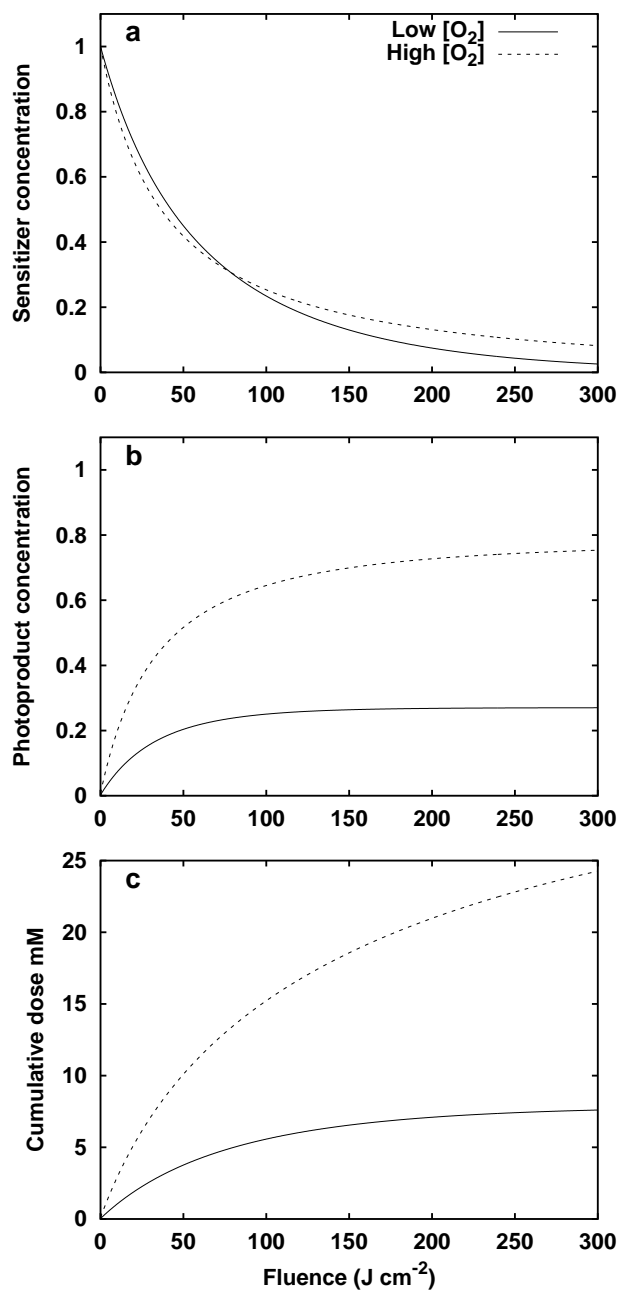 a
Low [O2]
High [O2]
Sensitizer concentration
1
0.8
0.6
0.4
0.2
0
0 50 100 150 200 250 300
b
Photoproduct concentration
1
0.8
0.6
0.4
0.2
0
0 50 100 150 200 250 300
c
Cumulative dose mM
25
20
15
10
5
0
0 50 100 150 200 250 300
Fluence (J cm-2)